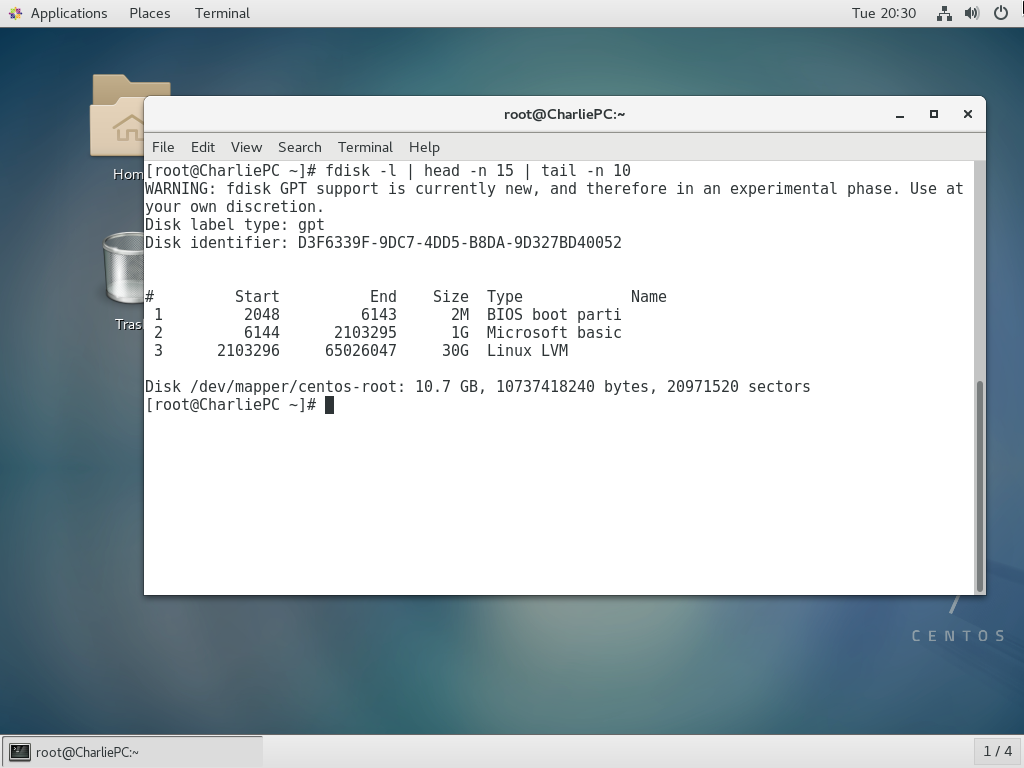 Applications Places Terminal Tue 20:30
root@CharliePC:~
File Edit View Search Terminal Help
[root@CharliePC ~]# fdisk -l | head -n 15 | tail -n 10
WARNING: fdisk GPT support is currently new, and therefore in an experimental phase. Use at
your own discretion.
Disk label type: gpt
Disk identifier: D3F6339F-9DC7-4DD5-B8DA-9D327BD40052
# Start End Size Type Name
1 2048 6143 2M BIOS boot parti
2 6144 2103295 1G Microsoft basic
3 2103296 65026047 30G Linux LVM
Disk /dev/mapper/centos-root: 10.7 GB, 10737418240 bytes, 20971520 sectors
[root@CharliePC ~]#
Hom
Tras
7
CENTOS
root@CharliePC:~ 1 / 4